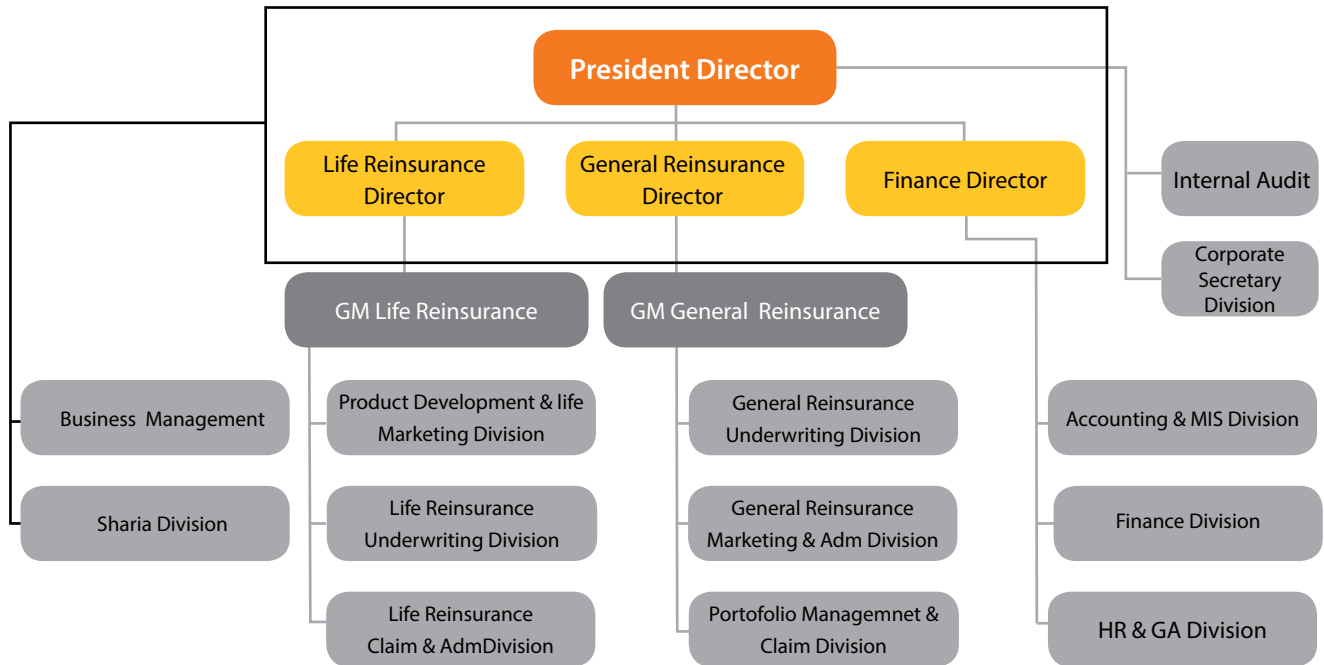 President Director
Life Reinsurance
Director
General Reinsurance
Director
Finance Director
Internal Audit
Corporate
Secretary
Division
GM Life Reinsurance
GM General Reinsurance
Business Management
Product Development & life
Marketing Division
General Reinsurance
Underwriting Division
Accounting & MIS Division
Sharia Division
Life Reinsurance
Underwriting Division
General Reinsurance
Marketing & Adm Division
Finance Division
Life Reinsurance
Claim & AdmDivision
Portofolio Managemnet &
Claim Division
HR & GA Division